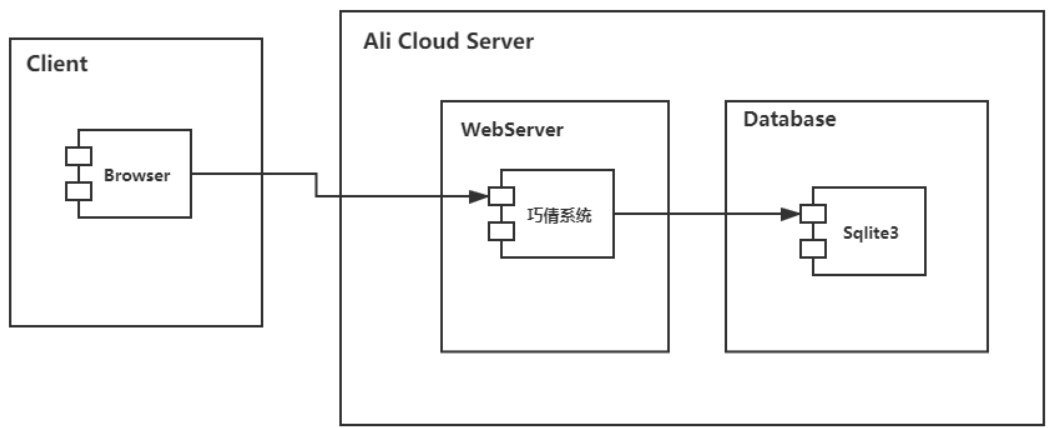 Client
Browser
Ali Cloud Server
WebServer
巧倩系统
Database
Sqlite3